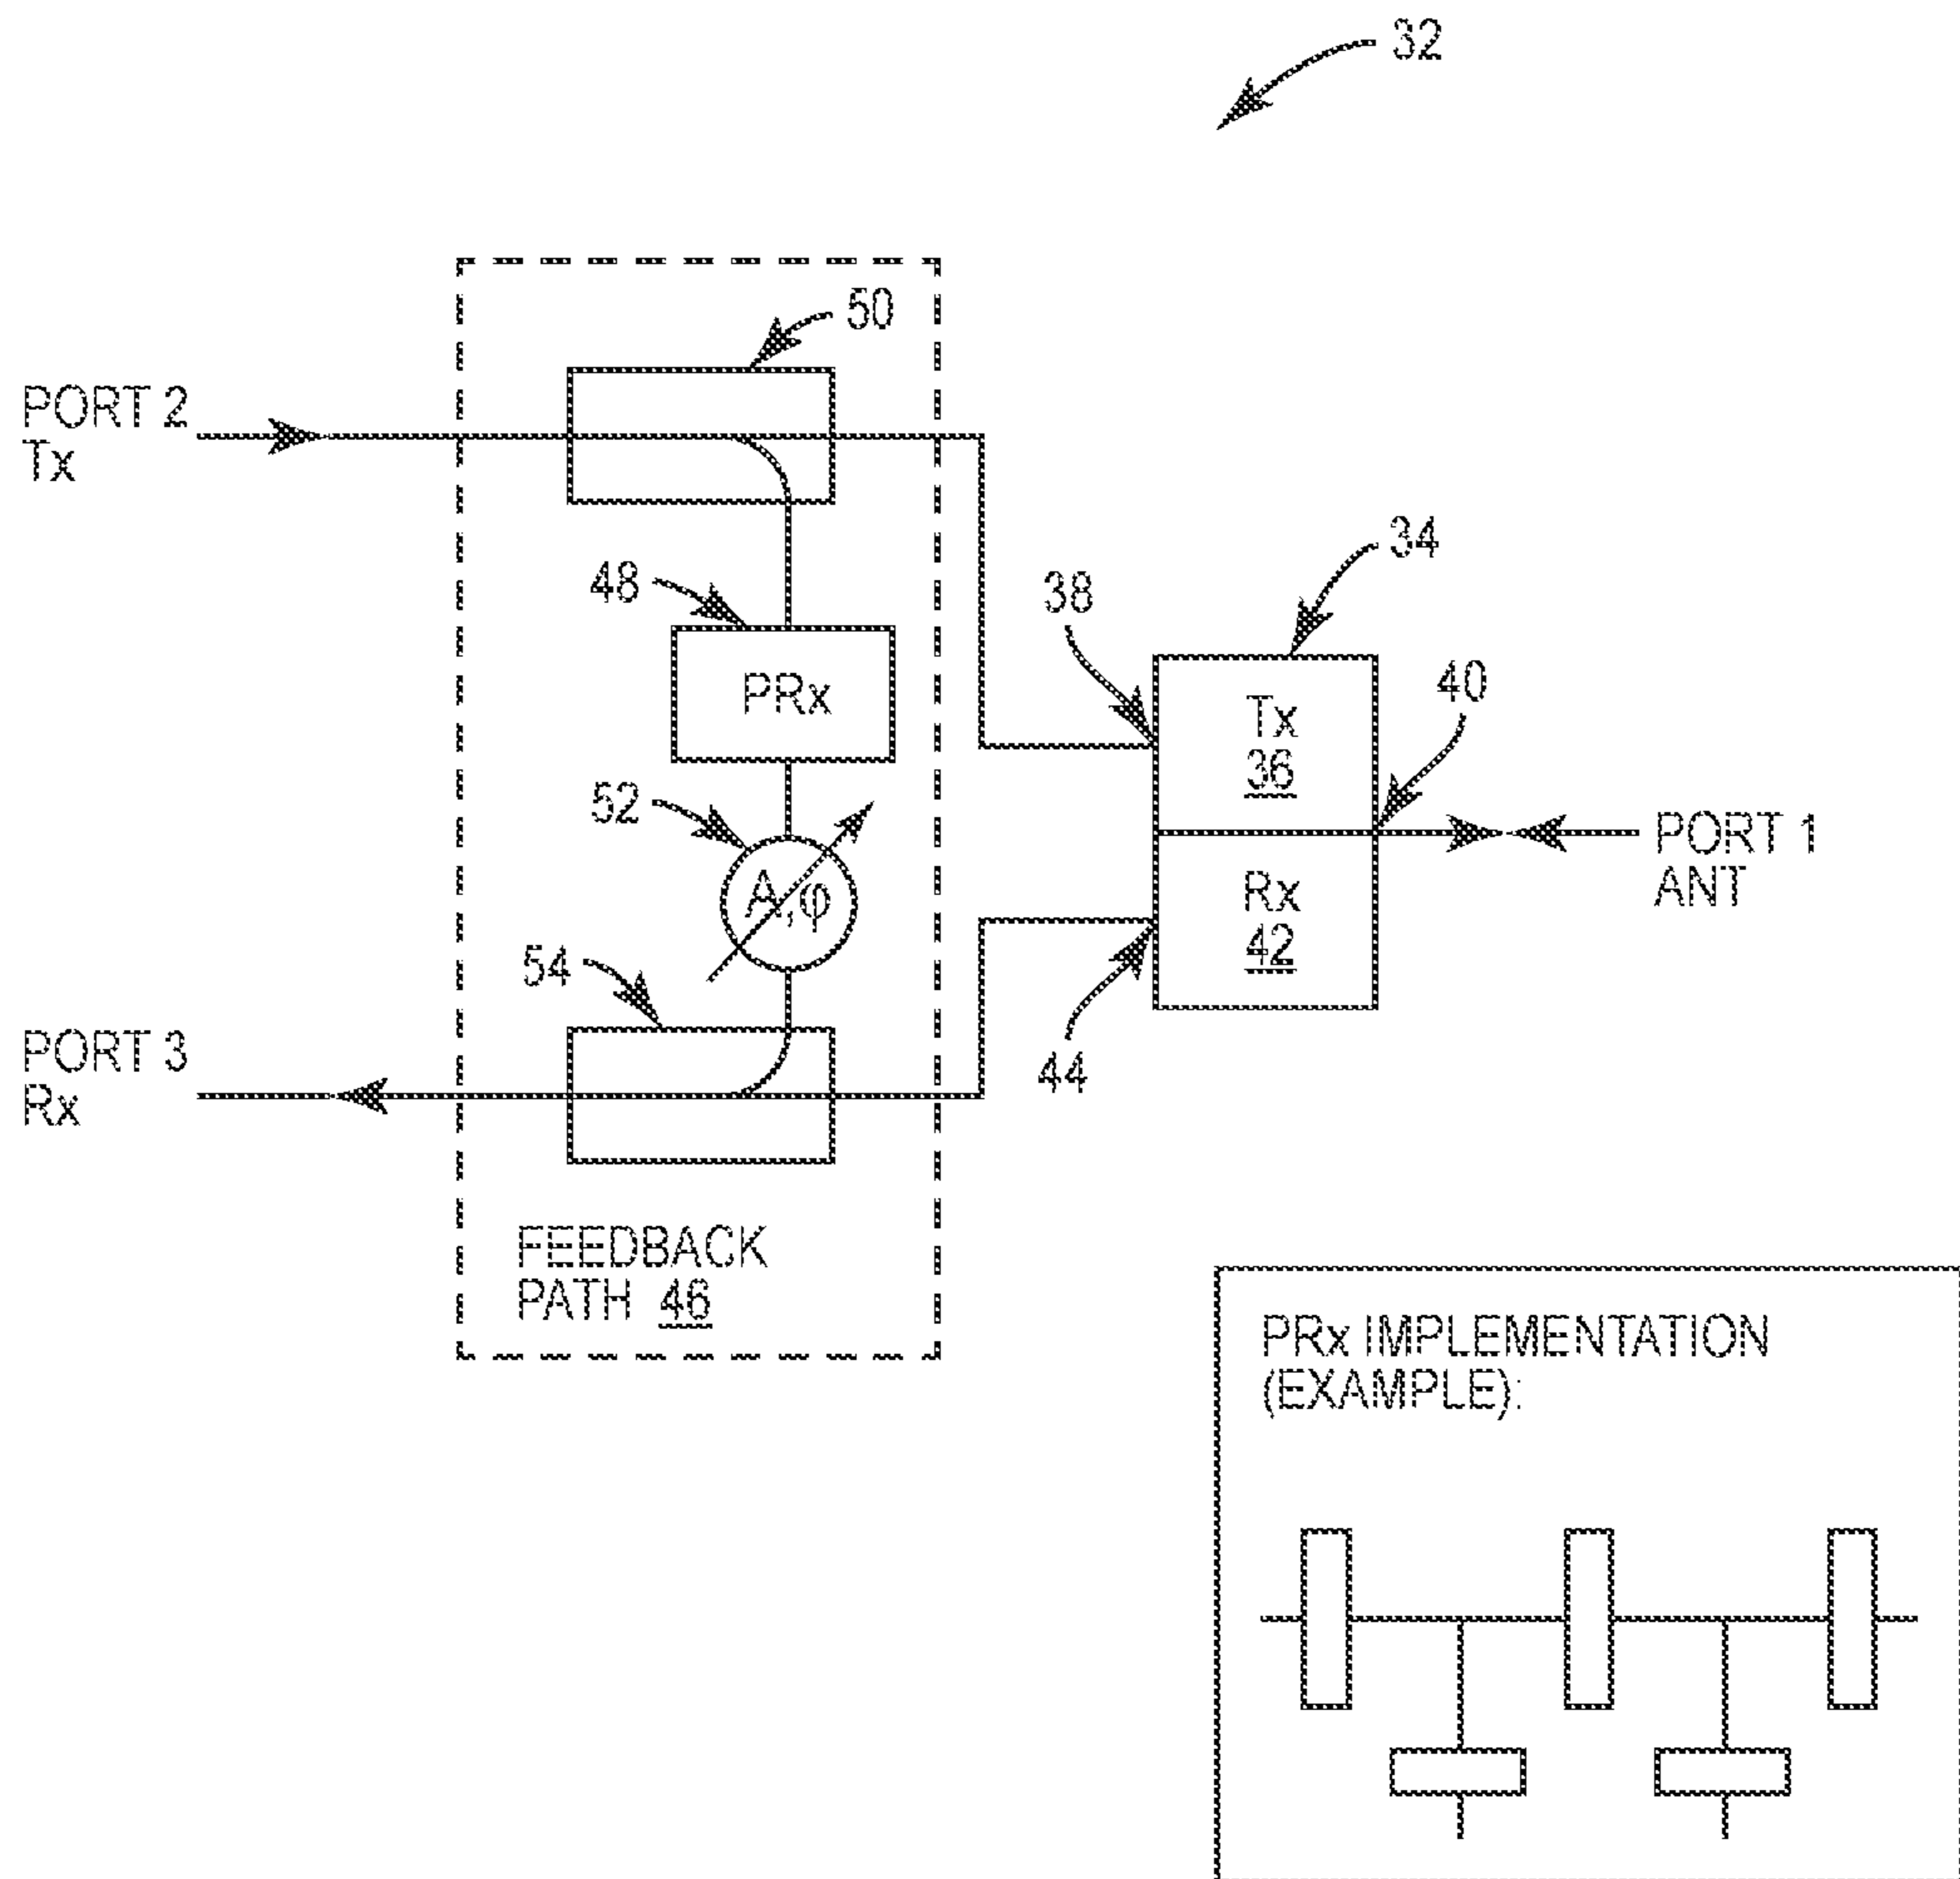 32
50
PORT 2
Tx
34
48
38
40
PRx
Tx
36
52
PORT 1
ANT
A,φ
Rx
42
54
PORT 3
Rx
44
FEEDBACK
PATH 46
PRx IMPLEMENTATION
(EXAMPLE):